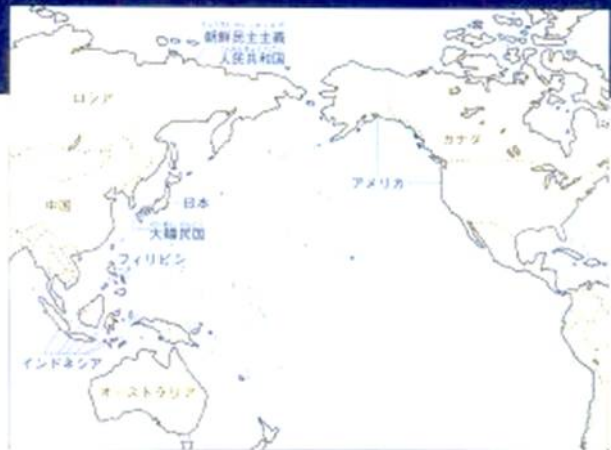 朝鮮民主主義
人民共和国
ロシア
カナダ
アメリカ
中国
日本
大韓民国
フィリピン
インドネシア
オーストラリア